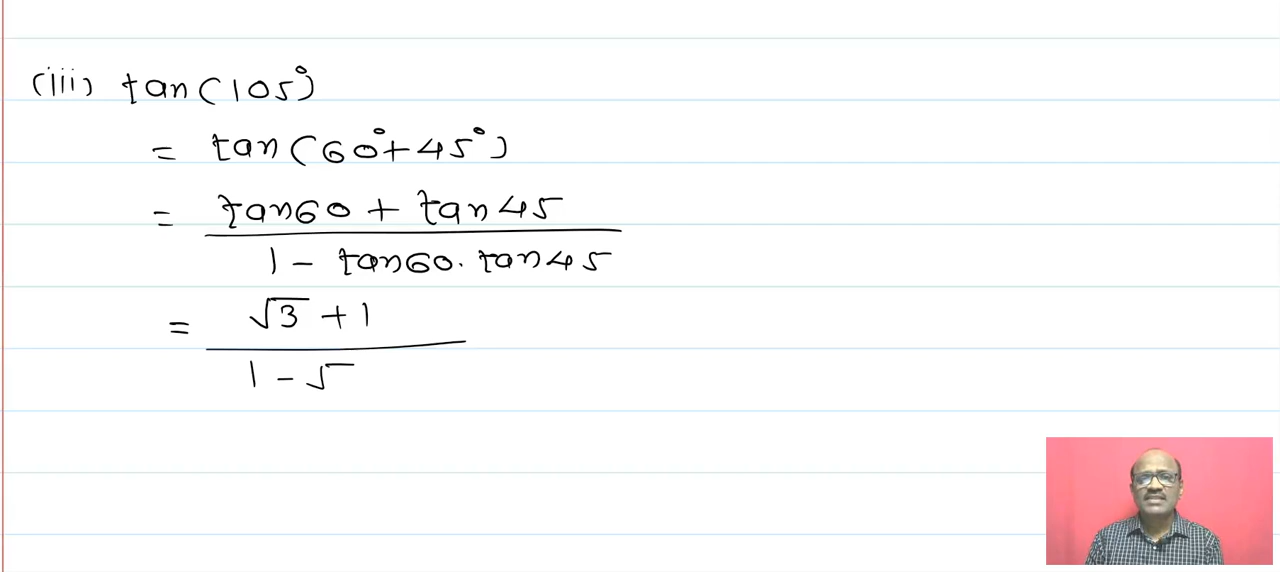 (iii) tan(105°)
= tan(60°+45°)
= tan60 + tan45
1 - tan60. tan45
= √3 + 1
1 - √